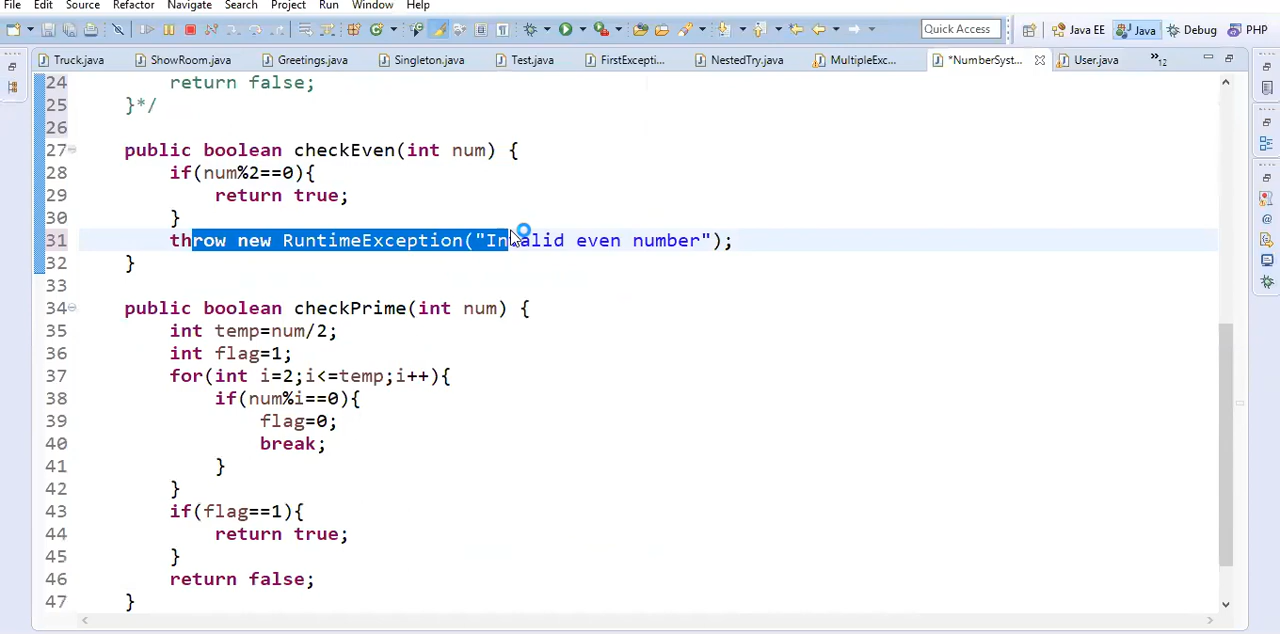 File Edit Source Refactor Navigate Search Project Run Window Help
Quick Access Java EE Java Debug PHP
Truck.java ShowRoom.java Greetings.java Singleton.java Test.java FirstExcepti... NestedTry.java MultipleExc... *NumberSyst... User.java »12
24 return false;
25 }*/
26
27 public boolean checkEven(int num) {
28 if(num%2==0){
29 return true;
30 }
31 throw new RuntimeException("Invalid even number");
32 }
33
34 public boolean checkPrime(int num) {
35 int temp=num/2;
36 int flag=1;
37 for(int i=2;i<=temp;i++){
38 if(num%i==0){
39 flag=0;
40 break;
41 }
42 }
43 if(flag==1){
44 return true;
45 }
46 return false;
47 }